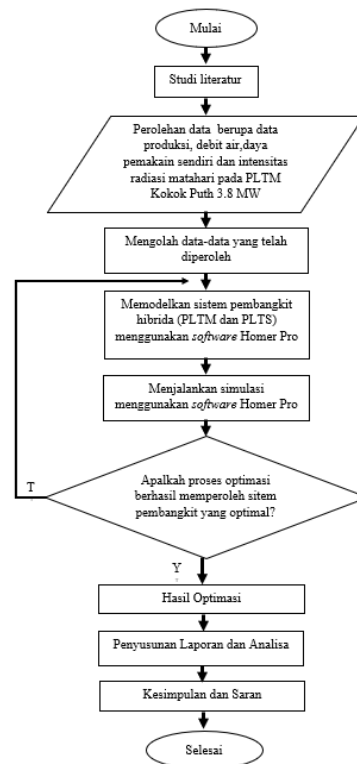 Mulai
Studi literatur
Perolehan data berupa data
produksi, debit air,daya
pemakain sendiri dan intensitas
radiasi matahari pada PLTM
Kokok Puth 3.8 MW
Mengolah data-data yang telah
diperoleh
Memodelkan sistem pembangkit
hibrida (PLTM dan PLTS)
menggunakan software Homer Pro
Menjalankan simulasi
menggunakan software Homer Pro
Apalkah proses optimasi
berhasil memperoleh sitem
pembangkit yang optimal?
T
Y
Hasil Optimasi
Penyusunan Laporan dan Analisa
Kesimpulan dan Saran
Selesai